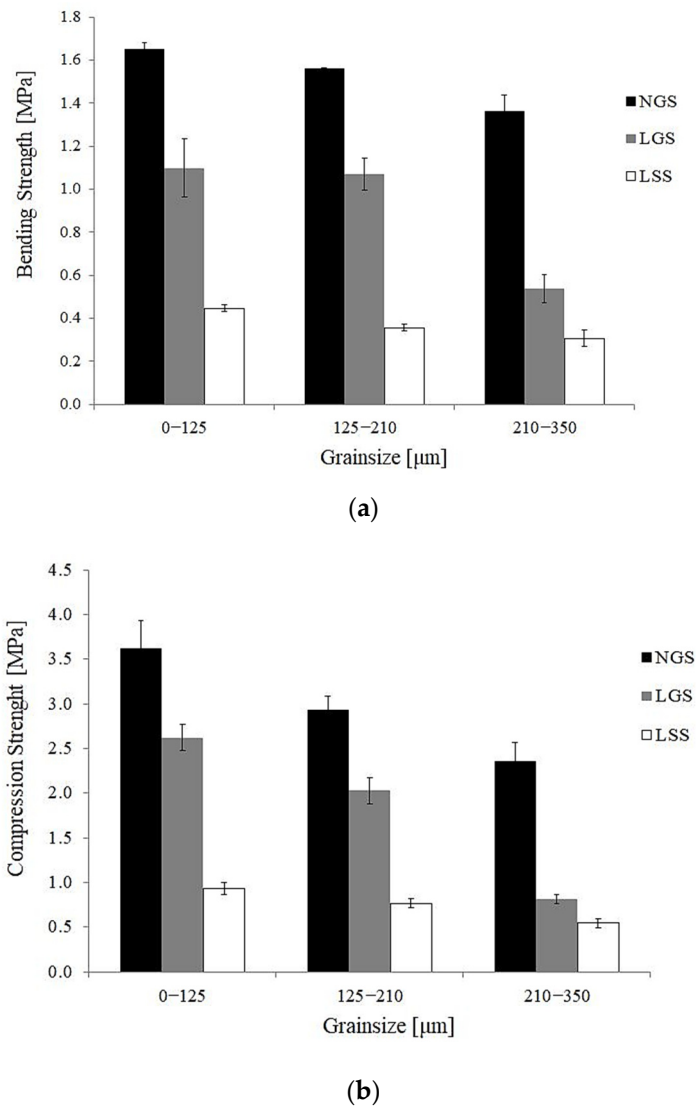 1.8
1.6
1.4
1.2
1.0
0.8
0.6
0.4
0.2
0.0
Bending Strength [MPa]
NGS
LGS
LSS
0−125 125−210 210−350
Grainsize [μm]
(a)
4.5
4.0
3.5
3.0
2.5
2.0
1.5
1.0
0.5
0.0
Compression Strenght [MPa]
NGS
LGS
LSS
0−125 125−210 210−350
Grainsize [μm]
(b)